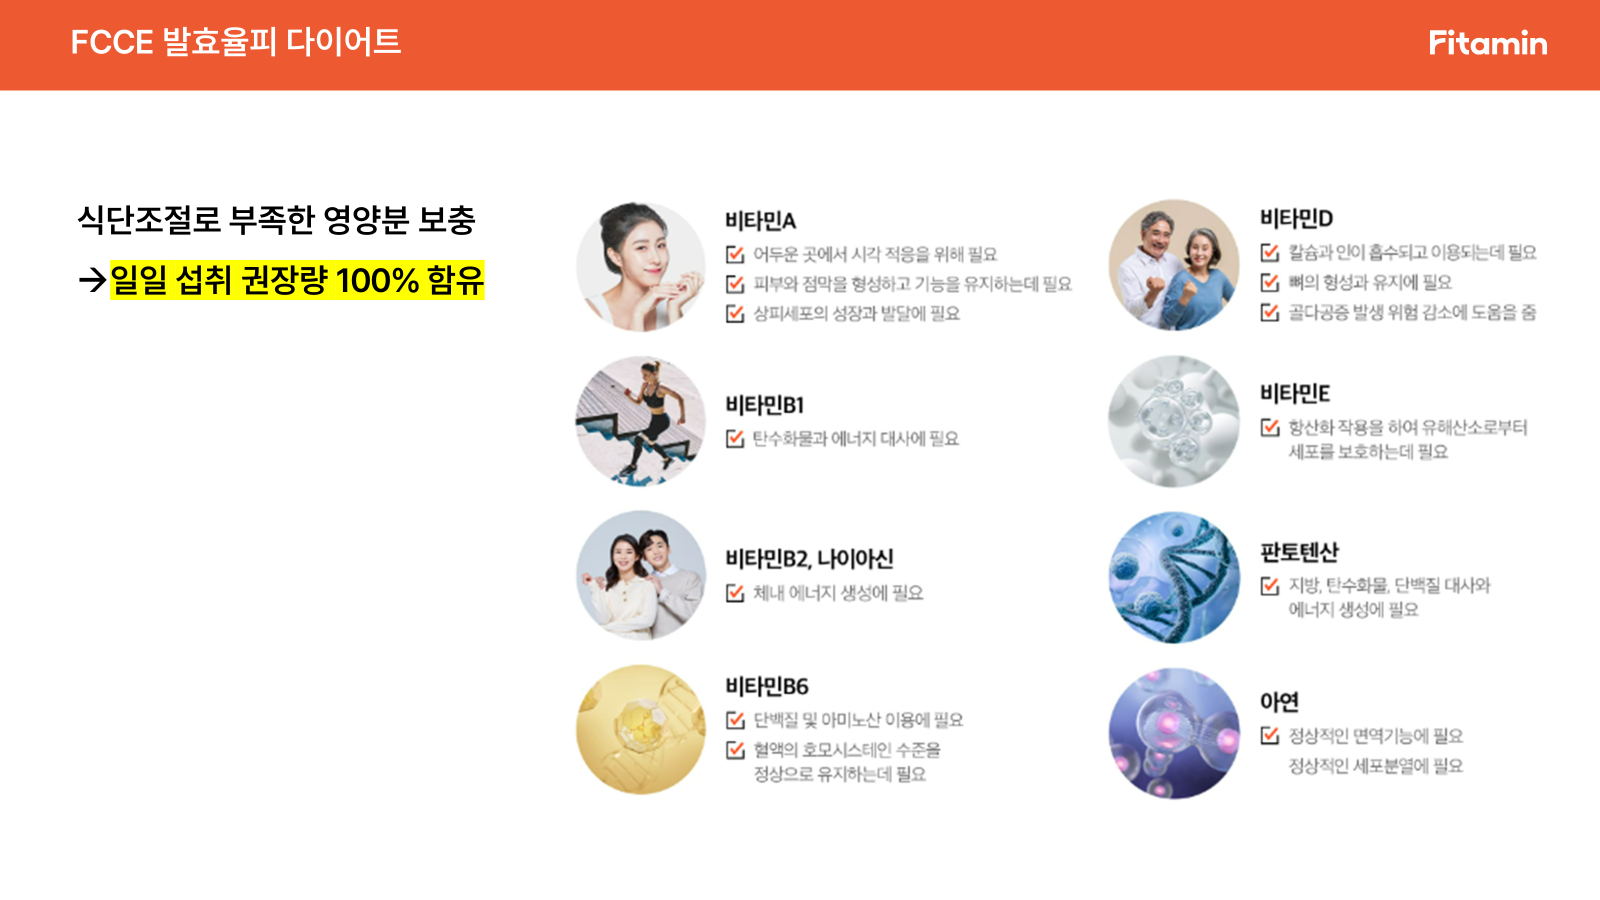 FCCE 발효율피 다이어트
Fitamin
식단조절로 부족한 영양분 보충
→일일 섭취 권장량 100% 함유
비타민A
어두운 곳에서 시각 적응을 위해 필요
피부와 점막을 형성하고 기능을 유지하는데 필요
상피세포의 성장과 발달에 필요
비타민B1
탄수화물과 에너지 대사에 필요
비타민B2, 나이아신
체내 에너지 생성에 필요
비타민B6
단백질 및 아미노산 이용에 필요
혈액의 호모시스테인 수준을
정상으로 유지하는데 필요
비타민D
칼슘과 인이 흡수되고 이용되는데 필요
뼈의 형성과 유지에 필요
골다공증 발생 위험 감소에 도움을 줌
비타민E
항산화 작용을 하여 유해산소로부터
세포를 보호하는데 필요
판토텐산
지방, 탄수화물, 단백질 대사와
에너지 생성에 필요
아연
정상적인 면역기능에 필요
정상적인 세포분열에 필요